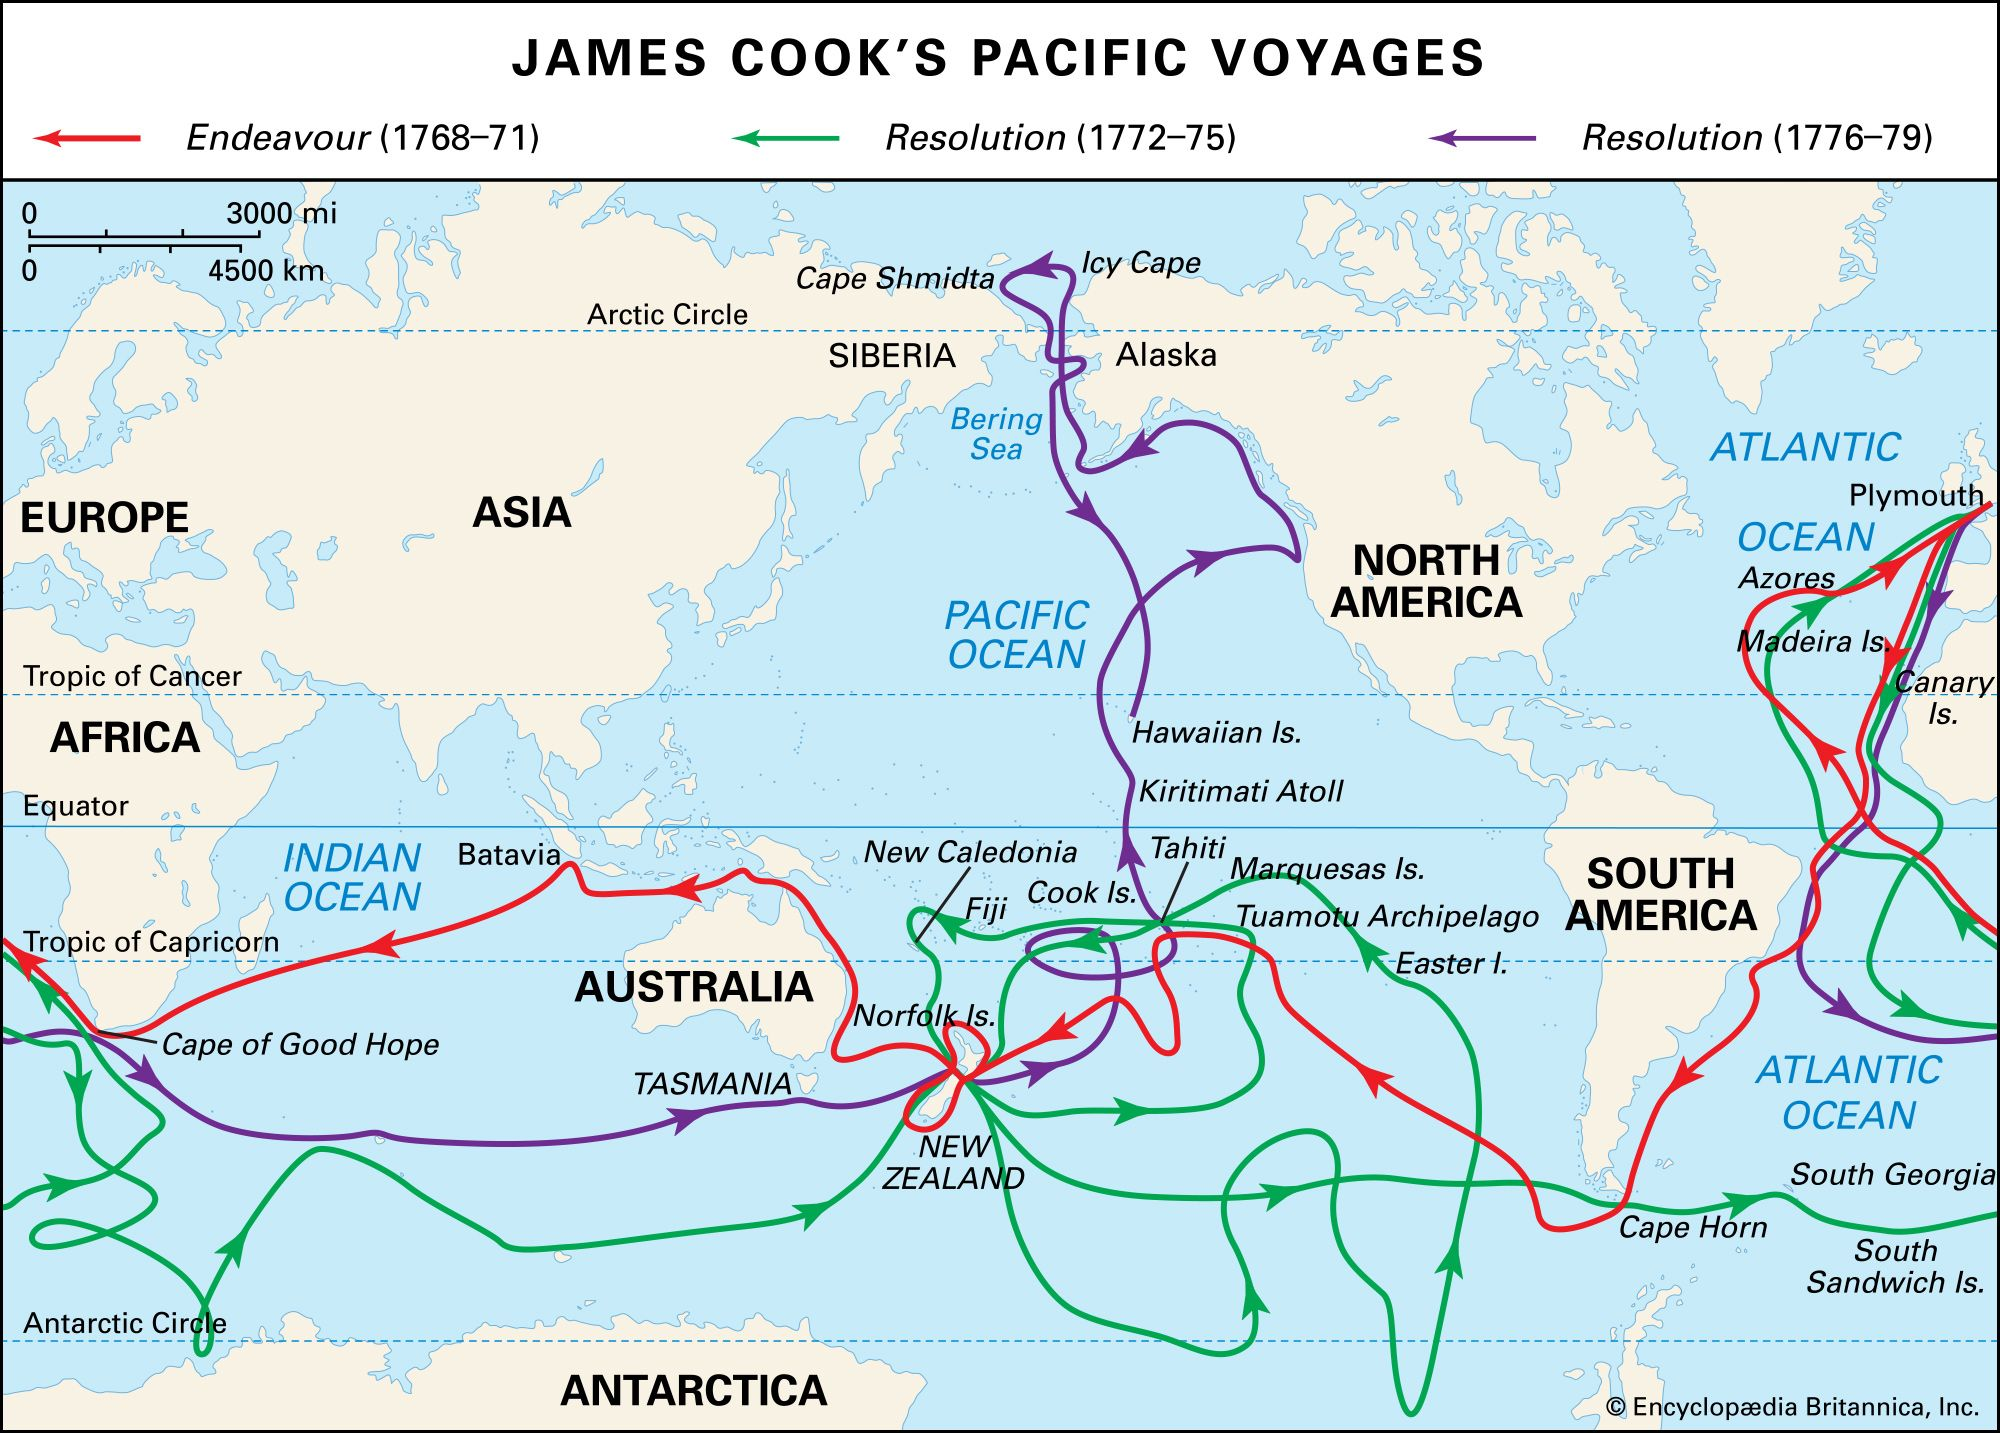 JAMES COOK'S PACIFIC VOYAGES
Endeavour (1768–71)
Resolution (1772–75)
Resolution (1776–79)
0 3000 mi
0 4500 km
Cape Shmidta
Icy Cape
Arctic Circle
SIBERIA
Alaska
Bering
Sea
ATLANTIC
OCEAN
Plymouth
EUROPE
ASIA
NORTH
AMERICA
Azores
PACIFIC
OCEAN
Madeira Is.
Tropic of Cancer
Canary
Is.
AFRICA
Hawaiian Is.
Kiritimati Atoll
Equator
INDIAN
OCEAN
Batavia
New Caledonia
Tahiti
Marquesas Is.
Cook Is.
Fiji
Tuamotu Archipelago
SOUTH
AMERICA
Tropic of Capricorn
Easter I.
AUSTRALIA
Norfolk Is.
Cape of Good Hope
TASMANIA
ATLANTIC
OCEAN
NEW
ZEALAND
South Georgia
Cape Horn
South
Sandwich Is.
Antarctic Circle
ANTARCTICA
© Encyclopædia Britannica, Inc.